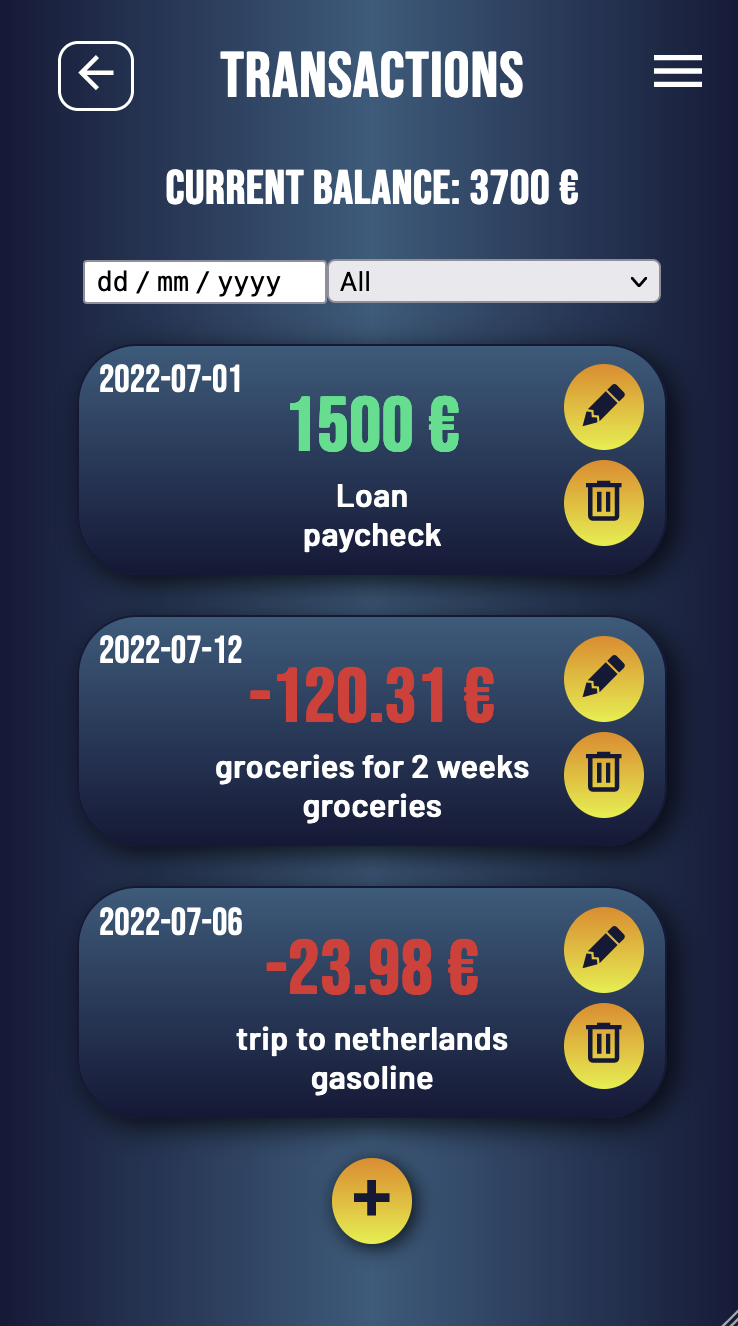 TRANSACTIONS
CURRENT BALANCE: 3700 €
dd / mm / yyyy
All
2022-07-01
1500 €
Loan
paycheck
2022-07-12
-120.31 €
groceries for 2 weeks
groceries
2022-07-06
-23.98 €
trip to netherlands
gasoline
+